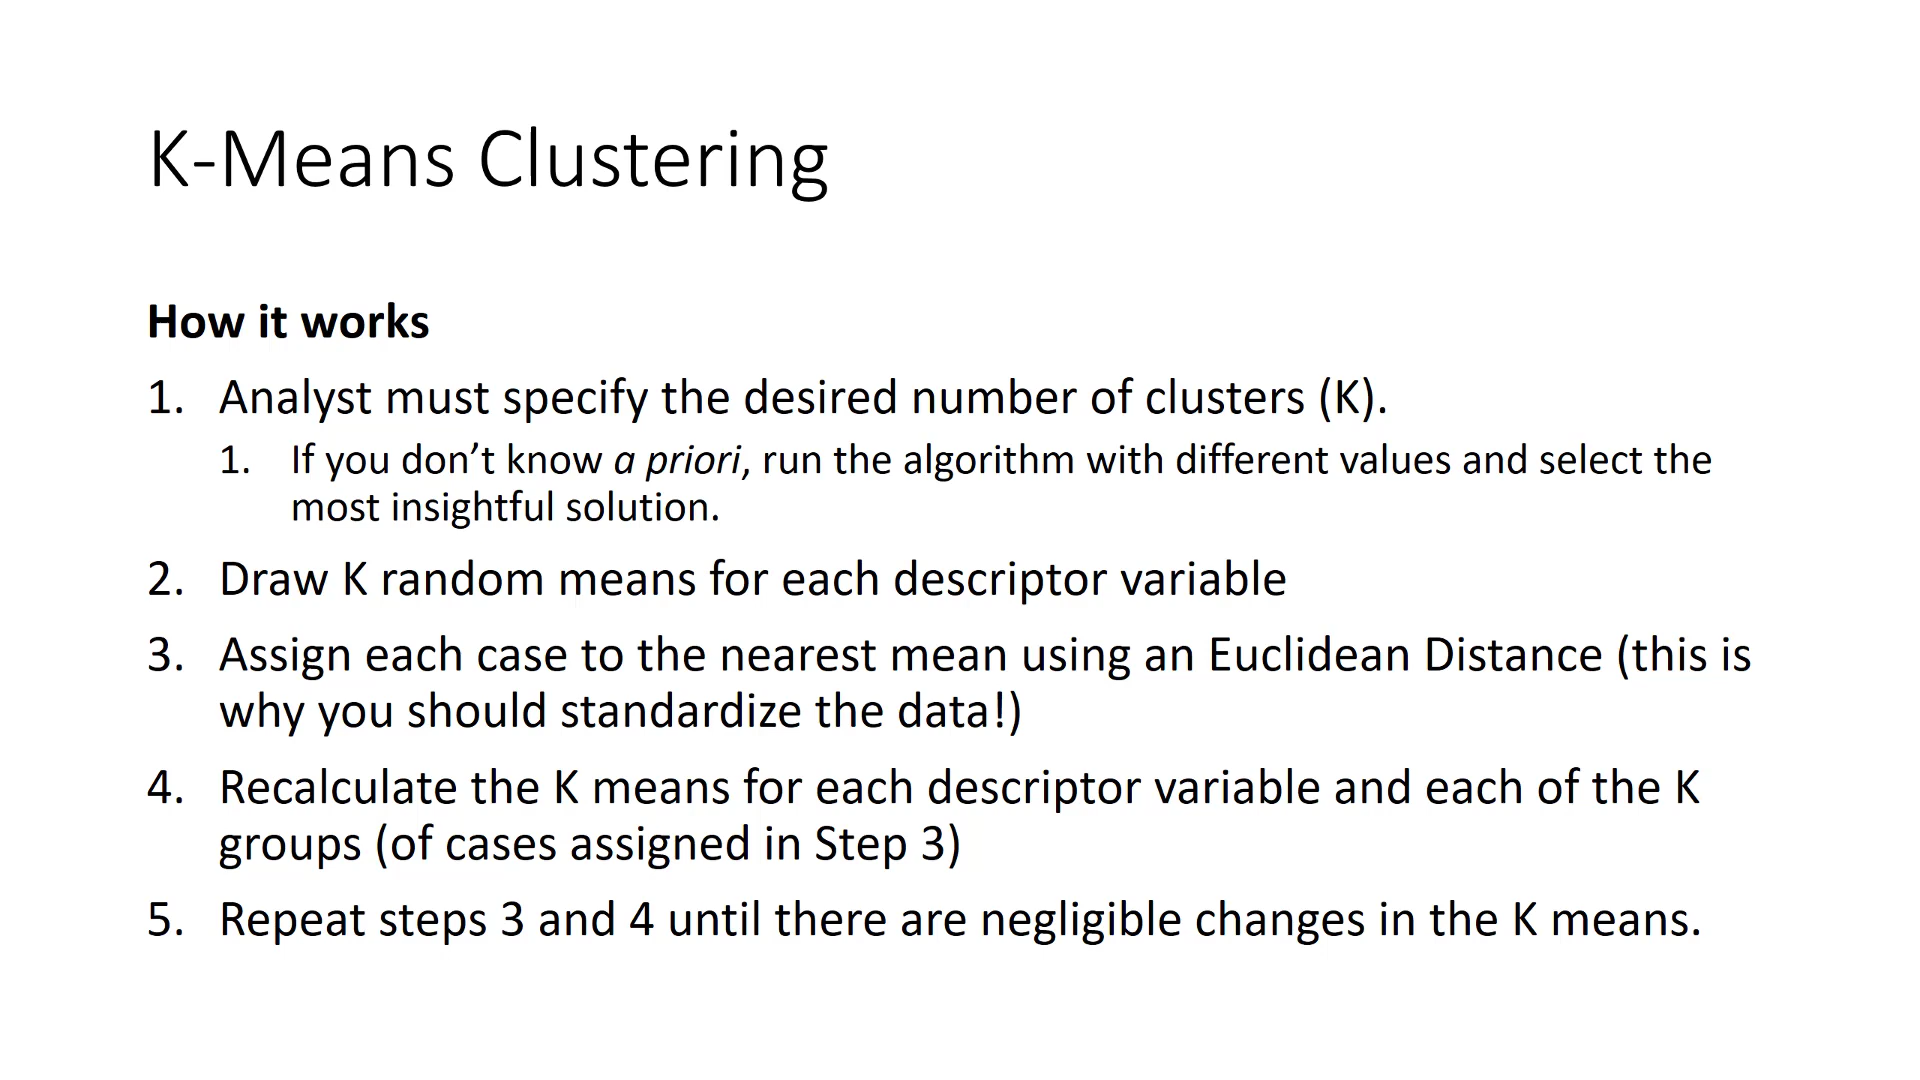 K-Means Clustering
How it works
1. Analyst must specify the desired number of clusters (K).
1. If you don’t know a priori, run the algorithm with different values and select the
most insightful solution.
2. Draw K random means for each descriptor variable
3. Assign each case to the nearest mean using an Euclidean Distance (this is
why you should standardize the data!)
4. Recalculate the K means for each descriptor variable and each of the K
groups (of cases assigned in Step 3)
5. Repeat steps 3 and 4 until there are negligible changes in the K means.